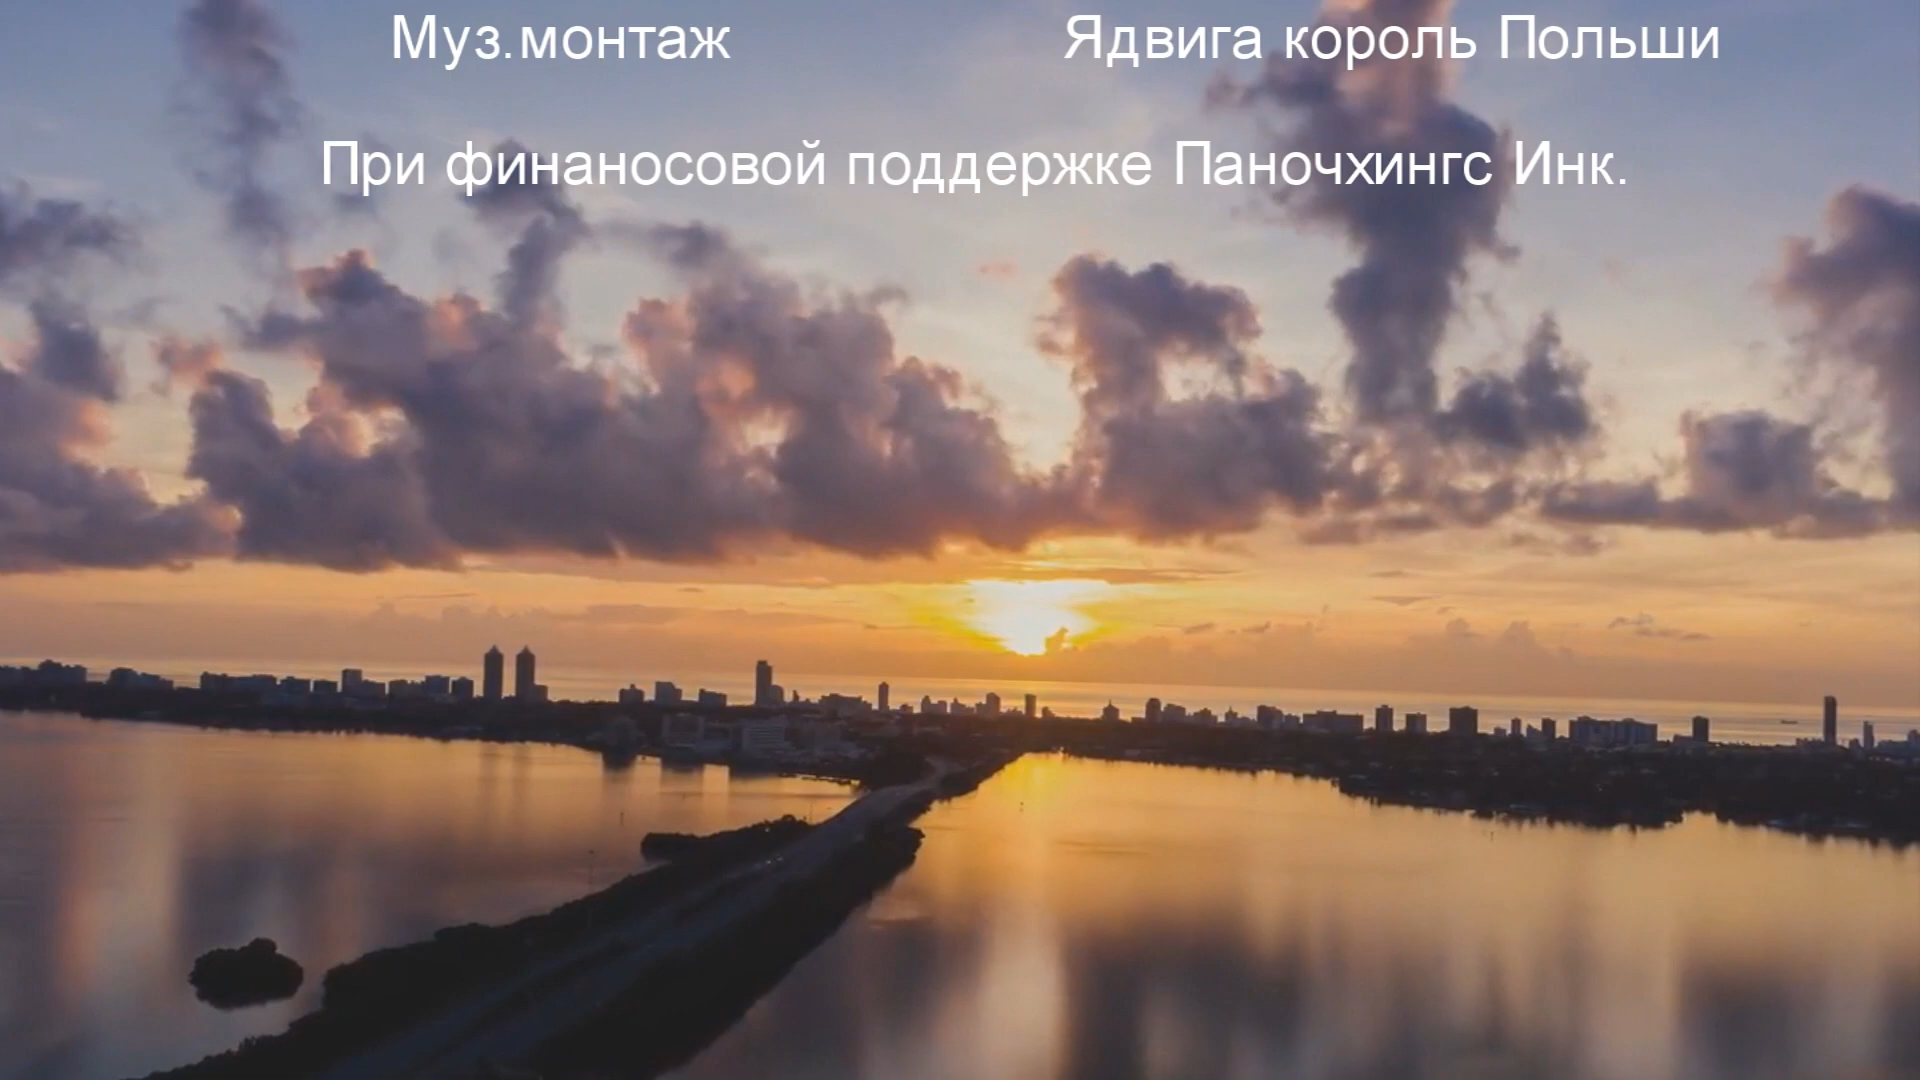 Муз.монтаж Ядвига король Польши
При финаносовой поддержке Паночхингс Инк.